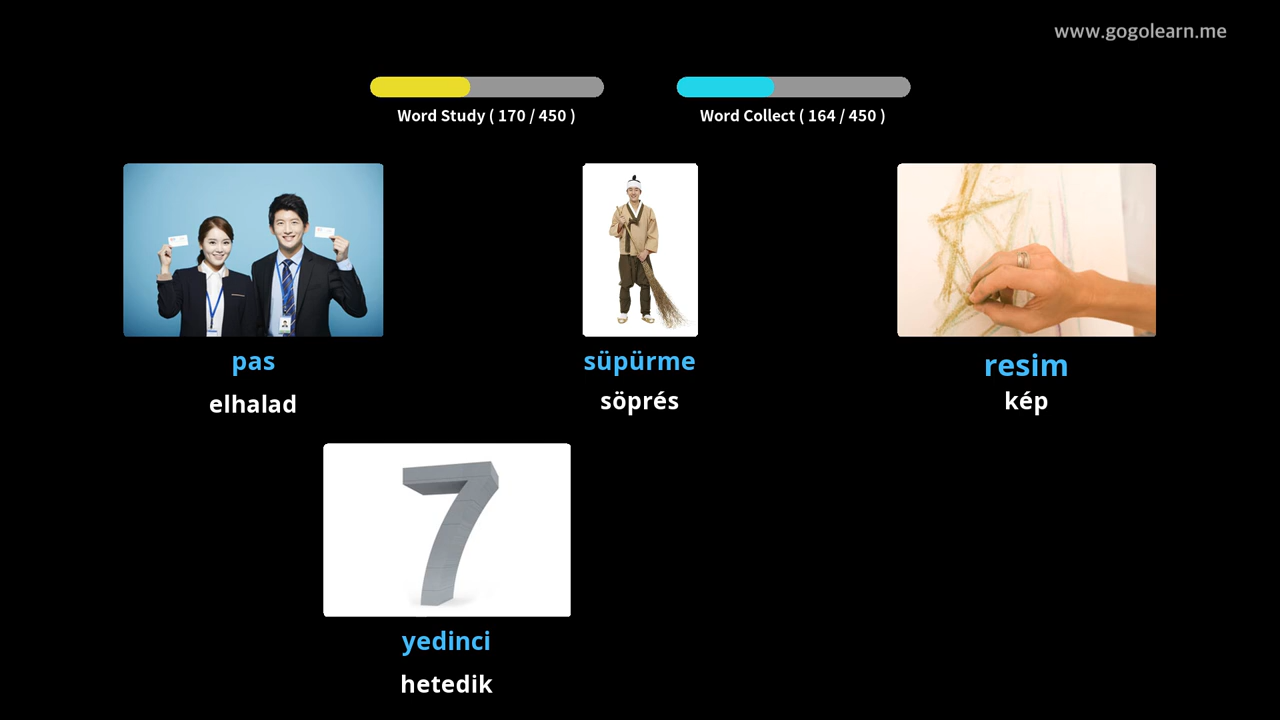 www.gogolearn.me
Word Study ( 170 / 450 )
Word Collect ( 164 / 450 )
pas
elhalad
süpürme
söprés
resim
kép
7
yedinci
hetedik